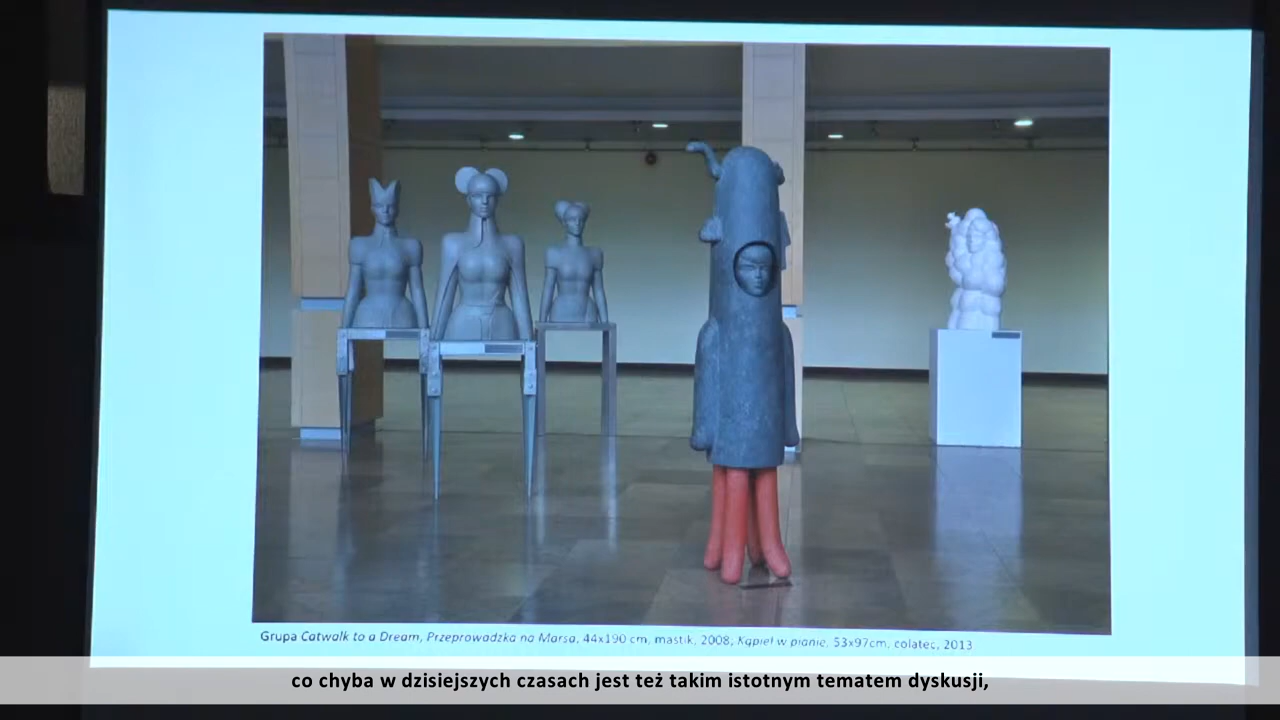 Grupa Catwalk to a Dream, Przeprowadzka na Marsa, 44x190 cm, mastik, 2008; Kąpiel w pianie, 53x97cm, colatec, 2013
co chyba w dzisiejszych czasach jest też takim istotnym tematem dyskusji,